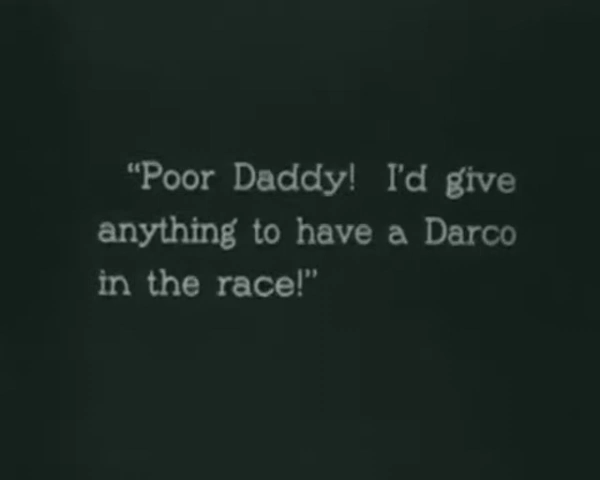 “Poor Daddy! I'd give
anything to have a Darco
in the race!”